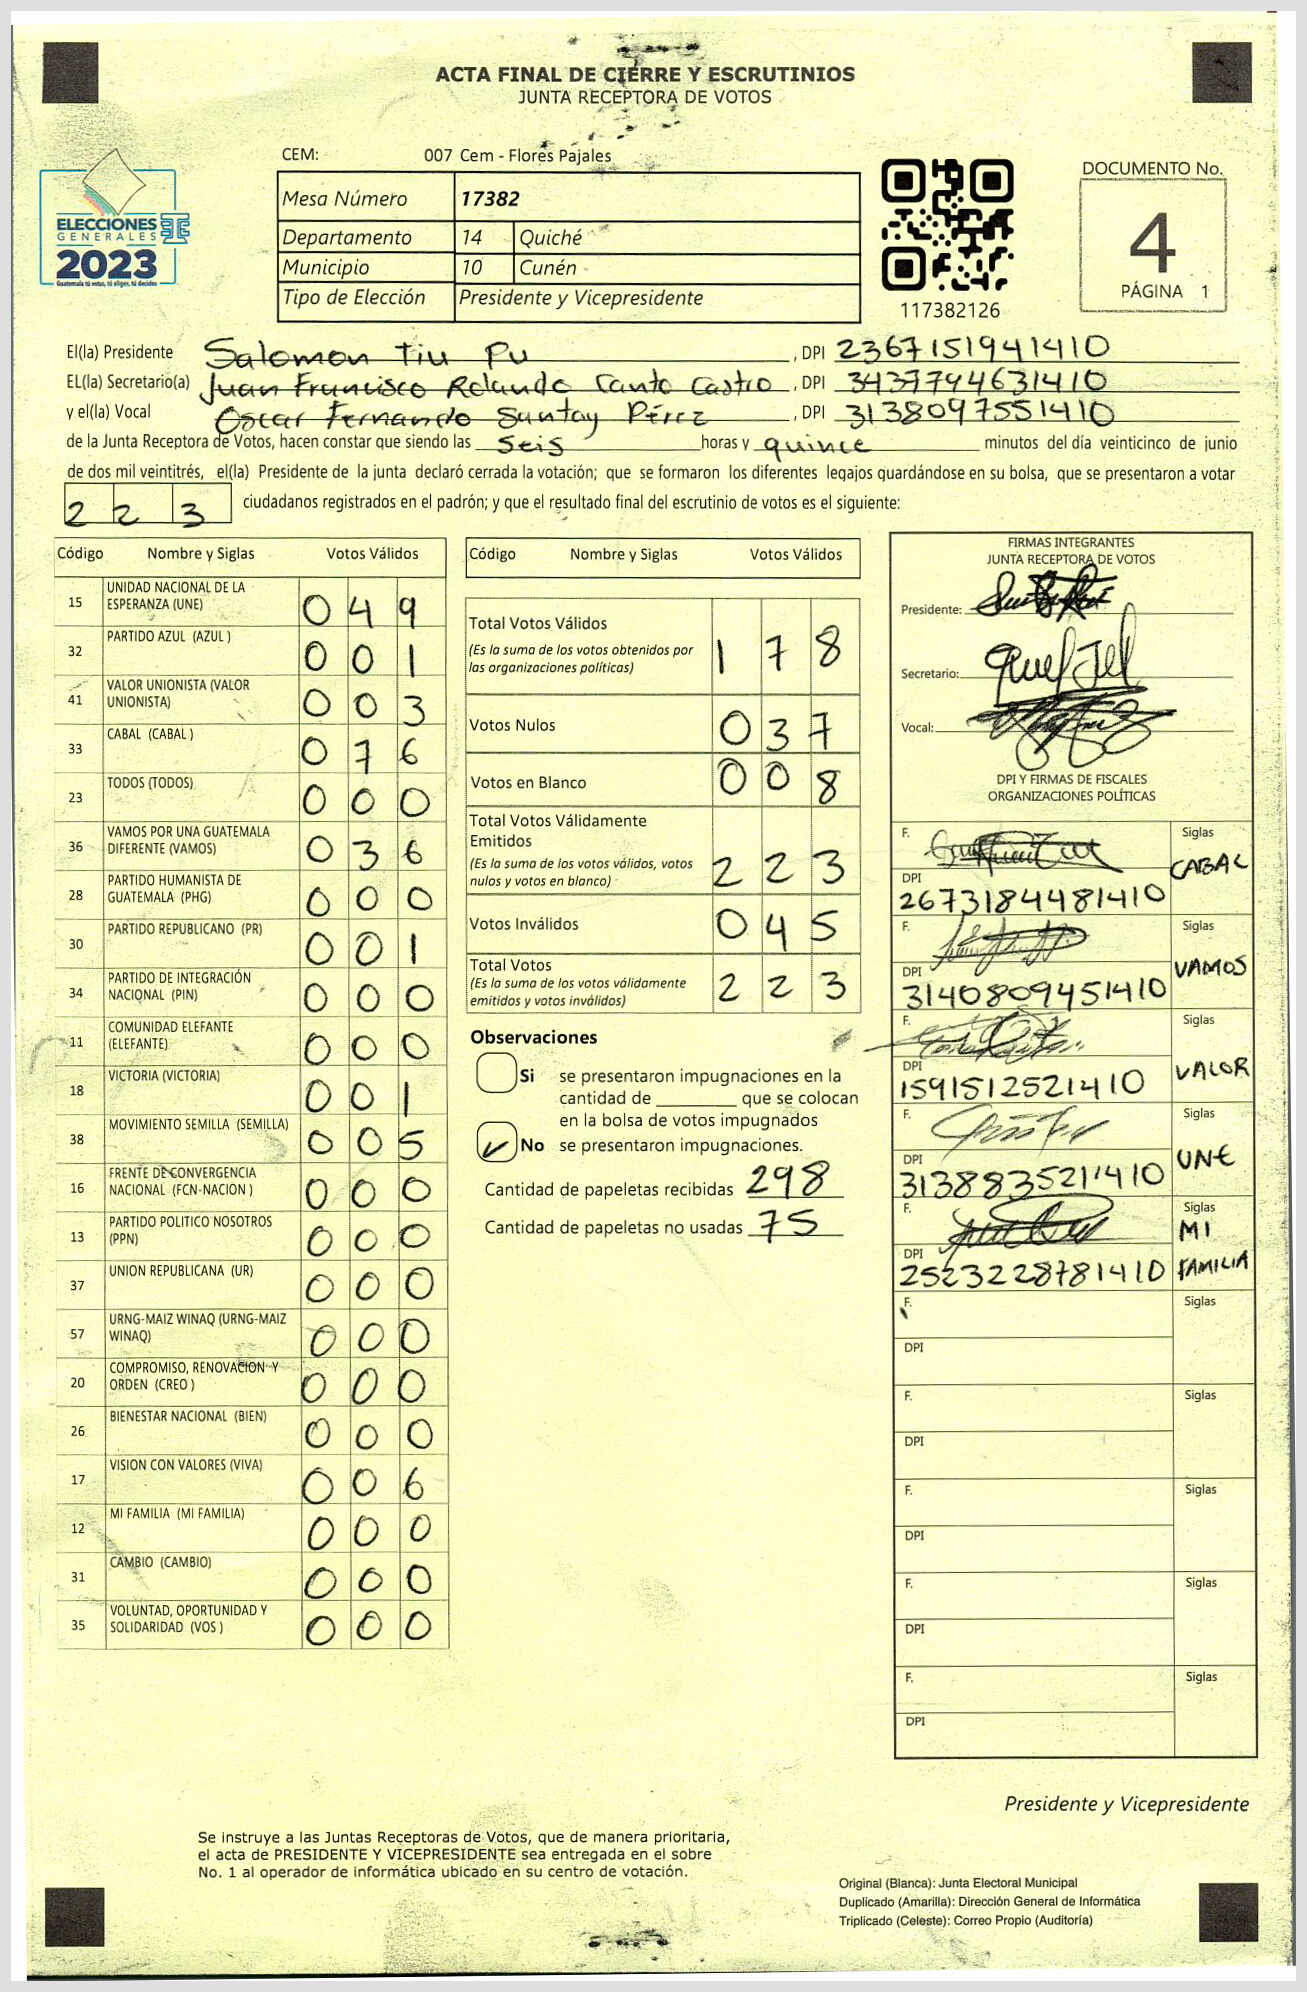 ACTA FINAL DE CIERRE Y ESCRUTINIOS
JUNTA RECEPTORA DE VOTOS
CEM: 007 Cem - Flores Pajales
ELECCIONES
GENERALES
2023
Guatemala tú votas, tú eliges, tú decides
Mesa Número 17382
Departamento 14 Quiché
Municipio 10 Cunén
Tipo de Elección Presidente y Vicepresidente
117382126
DOCUMENTO No.
4
PÁGINA 1
El(la) Presidente Salomon Tiu Pu , DPI 2367151941410
EL(la) Secretario(a) Juan Francisco Rolando Canto Castro , DPI 3437794631410
y el(la) Vocal Oscar Fernando Suntay Pérez , DPI 3138097551410
de la Junta Receptora de Votos, hacen constar que siendo las seis horas y quince minutos del día veinticinco de junio
de dos mil veintitrés, el(la) Presidente de la junta declaró cerrada la votación; que se formaron los diferentes legajos guardándose en su bolsa, que se presentaron a votar
2 2 3 ciudadanos registrados en el padrón; y que el resultado final del escrutinio de votos es el siguiente:
Código Nombre y Siglas Votos Válidos
15 UNIDAD NACIONAL DE LA ESPERANZA (UNE) 0 4 9
32 PARTIDO AZUL (AZUL ) 0 0 1
41 VALOR UNIONISTA (VALOR UNIONISTA) 0 0 3
33 CABAL (CABAL ) 0 7 6
23 TODOS (TODOS) 0 0 0
36 VAMOS POR UNA GUATEMALA DIFERENTE (VAMOS) 0 3 6
28 PARTIDO HUMANISTA DE GUATEMALA (PHG) 0 0 0
30 PARTIDO REPUBLICANO (PR) 0 0 1
34 PARTIDO DE INTEGRACIÓN NACIONAL (PIN) 0 0 0
11 COMUNIDAD ELEFANTE (ELEFANTE) 0 0 0
18 VICTORIA (VICTORIA) 0 0 1
38 MOVIMIENTO SEMILLA (SEMILLA) 0 0 5
16 FRENTE DE CONVERGENCIA NACIONAL (FCN-NACION ) 0 0 0
13 PARTIDO POLITICO NOSOTROS (PPN) 0 0 0
37 UNION REPUBLICANA (UR) 0 0 0
57 URNG-MAIZ WINAQ (URNG-MAIZ WINAQ) 0 0 0
20 COMPROMISO, RENOVACION Y ORDEN (CREO ) 0 0 0
26 BIENESTAR NACIONAL (BIEN) 0 0 0
17 VISION CON VALORES (VIVA) 0 0 6
12 MI FAMILIA (MI FAMILIA) 0 0 0
31 CAMBIO (CAMBIO) 0 0 0
35 VOLUNTAD, OPORTUNIDAD Y SOLIDARIDAD (VOS ) 0 0 0
Código Nombre y Siglas Votos Válidos
Total Votos Válidos 1 7 8
(Es la suma de los votos obtenidos por
las organizaciones políticas)
Votos Nulos 0 3 7
Votos en Blanco 0 0 8
Total Votos Válidamente
Emitidos
(Es la suma de los votos válidos, votos
nulos y votos en blanco) 2 2 3
Votos Inválidos 0 4 5
Total Votos
(Es la suma de los votos válidamente
emitidos y votos inválidos) 2 2 3
Observaciones
Si se presentaron impugnaciones en la
cantidad de ________ que se colocan
en la bolsa de votos impugnados
No se presentaron impugnaciones.
Cantidad de papeletas recibidas 298
Cantidad de papeletas no usadas 75
FIRMAS INTEGRANTES
JUNTA RECEPTORA DE VOTOS
Presidente:
Secretario:
Vocal:
DPI Y FIRMAS DE FISCALES
ORGANIZACIONES POLÍTICAS
F. Siglas
CABAL
DPI
2673184481410
F. Siglas
VAMOS
DPI
3140809451410
F. Siglas
VALOR
DPI
1591512521410
F. Siglas
UNE
DPI
3138835211410
F. Siglas
MI
FAMILIA
DPI
2523228781410
F. Siglas
DPI
F. Siglas
DPI
F. Siglas
DPI
F. Siglas
DPI
F. Siglas
DPI
Presidente y Vicepresidente
Se instruye a las Juntas Receptoras de Votos, que de manera prioritaria,
el acta de PRESIDENTE Y VICEPRESIDENTE sea entregada en el sobre
No. 1 al operador de informática ubicado en su centro de votación.
Original (Blanca): Junta Electoral Municipal
Duplicado (Amarilla): Dirección General de Informática
Triplicado (Celeste): Correo Propio (Auditoría)